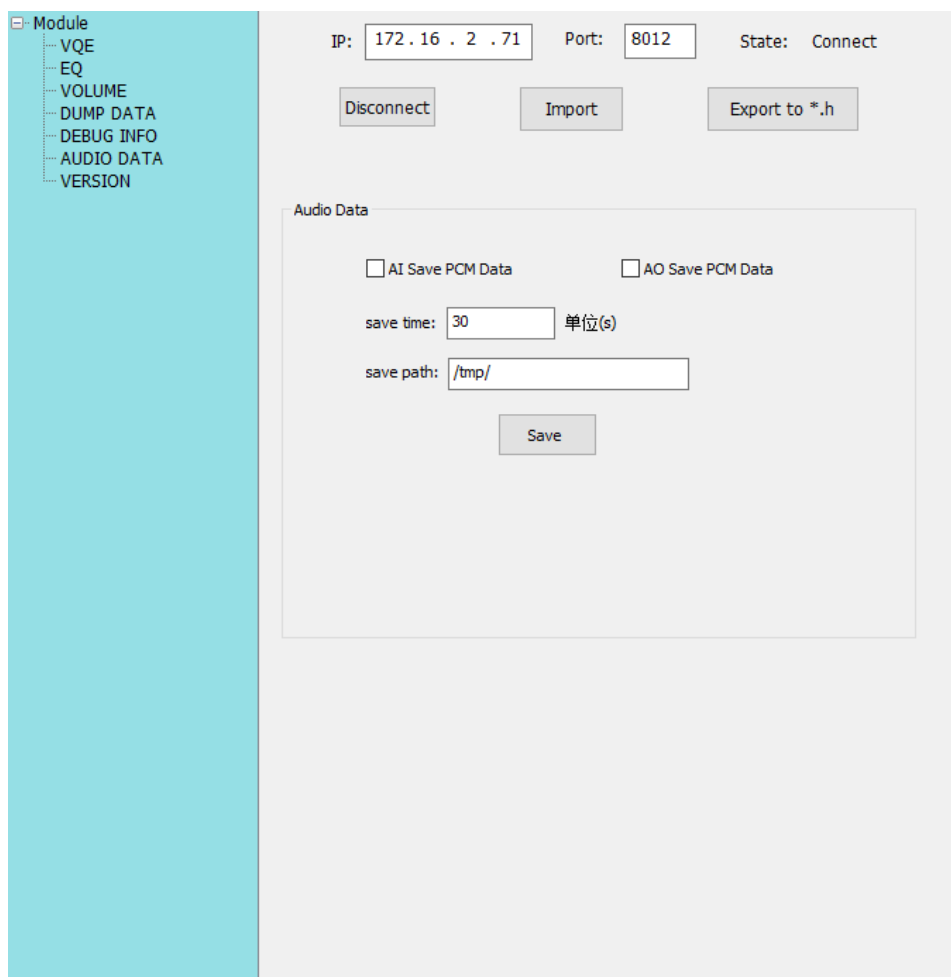 Module
VQE
EQ
VOLUME
DUMP DATA
DEBUG INFO
AUDIO DATA
VERSION
IP: 172.16 . 2 .71 Port: 8012 State: Connect
Disconnect Import Export to *.h
Audio Data
AI Save PCM Data AO Save PCM Data
save time: 30 单位(s)
save path: /tmp/
Save